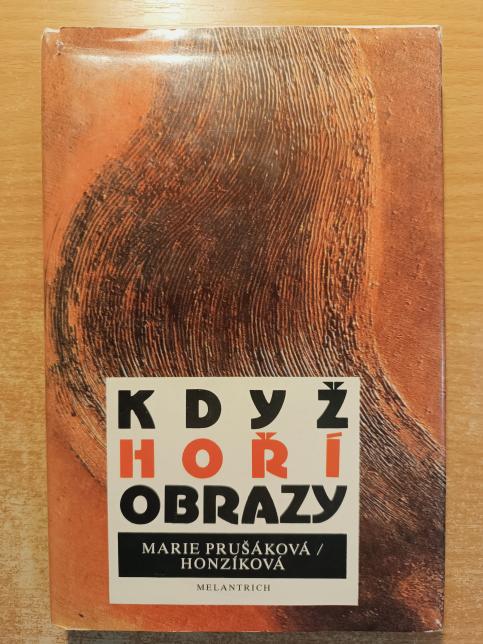 KDYŽ
HOŘÍ
OBRAZY
MARIE PRUŠÁKOVÁ/
HONZÍKOVÁ
MELANTRICH